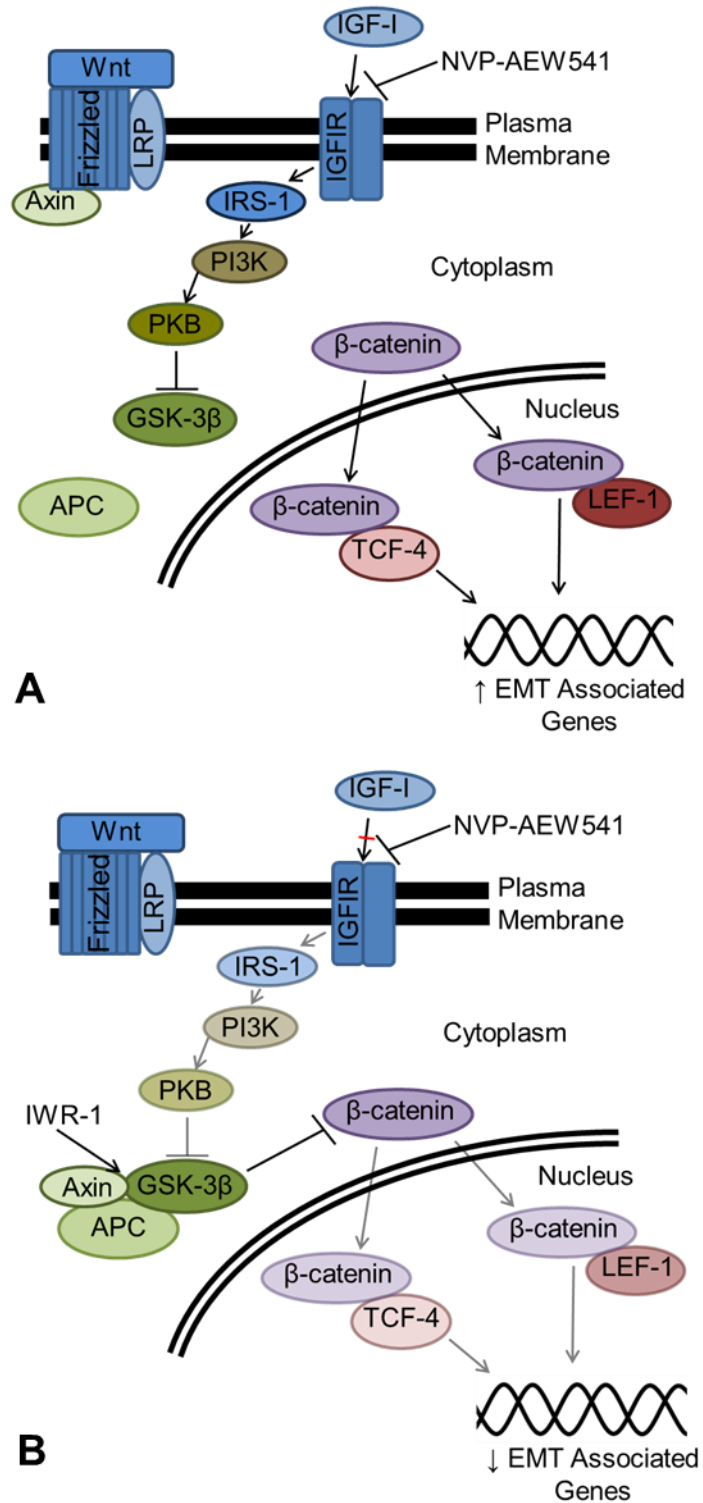 IGF-I
NVP-AEW541
Wnt
Frizzled
LRP
IGFIR
Plasma
Membrane
Axin
IRS-1
PI3K
Cytoplasm
PKB
β-catenin
GSK-3β
Nucleus
β-catenin
APC
β-catenin
LEF-1
TCF-4
A
↑ EMT Associated
Genes
IGF-I
NVP-AEW541
Wnt
Frizzled
LRP
IGFIR
Plasma
Membrane
IRS-1
PI3K
Cytoplasm
PKB
IWR-1
β-catenin
Axin
GSK-3β
Nucleus
APC
β-catenin
β-catenin
LEF-1
TCF-4
B
↓ EMT Associated
Genes